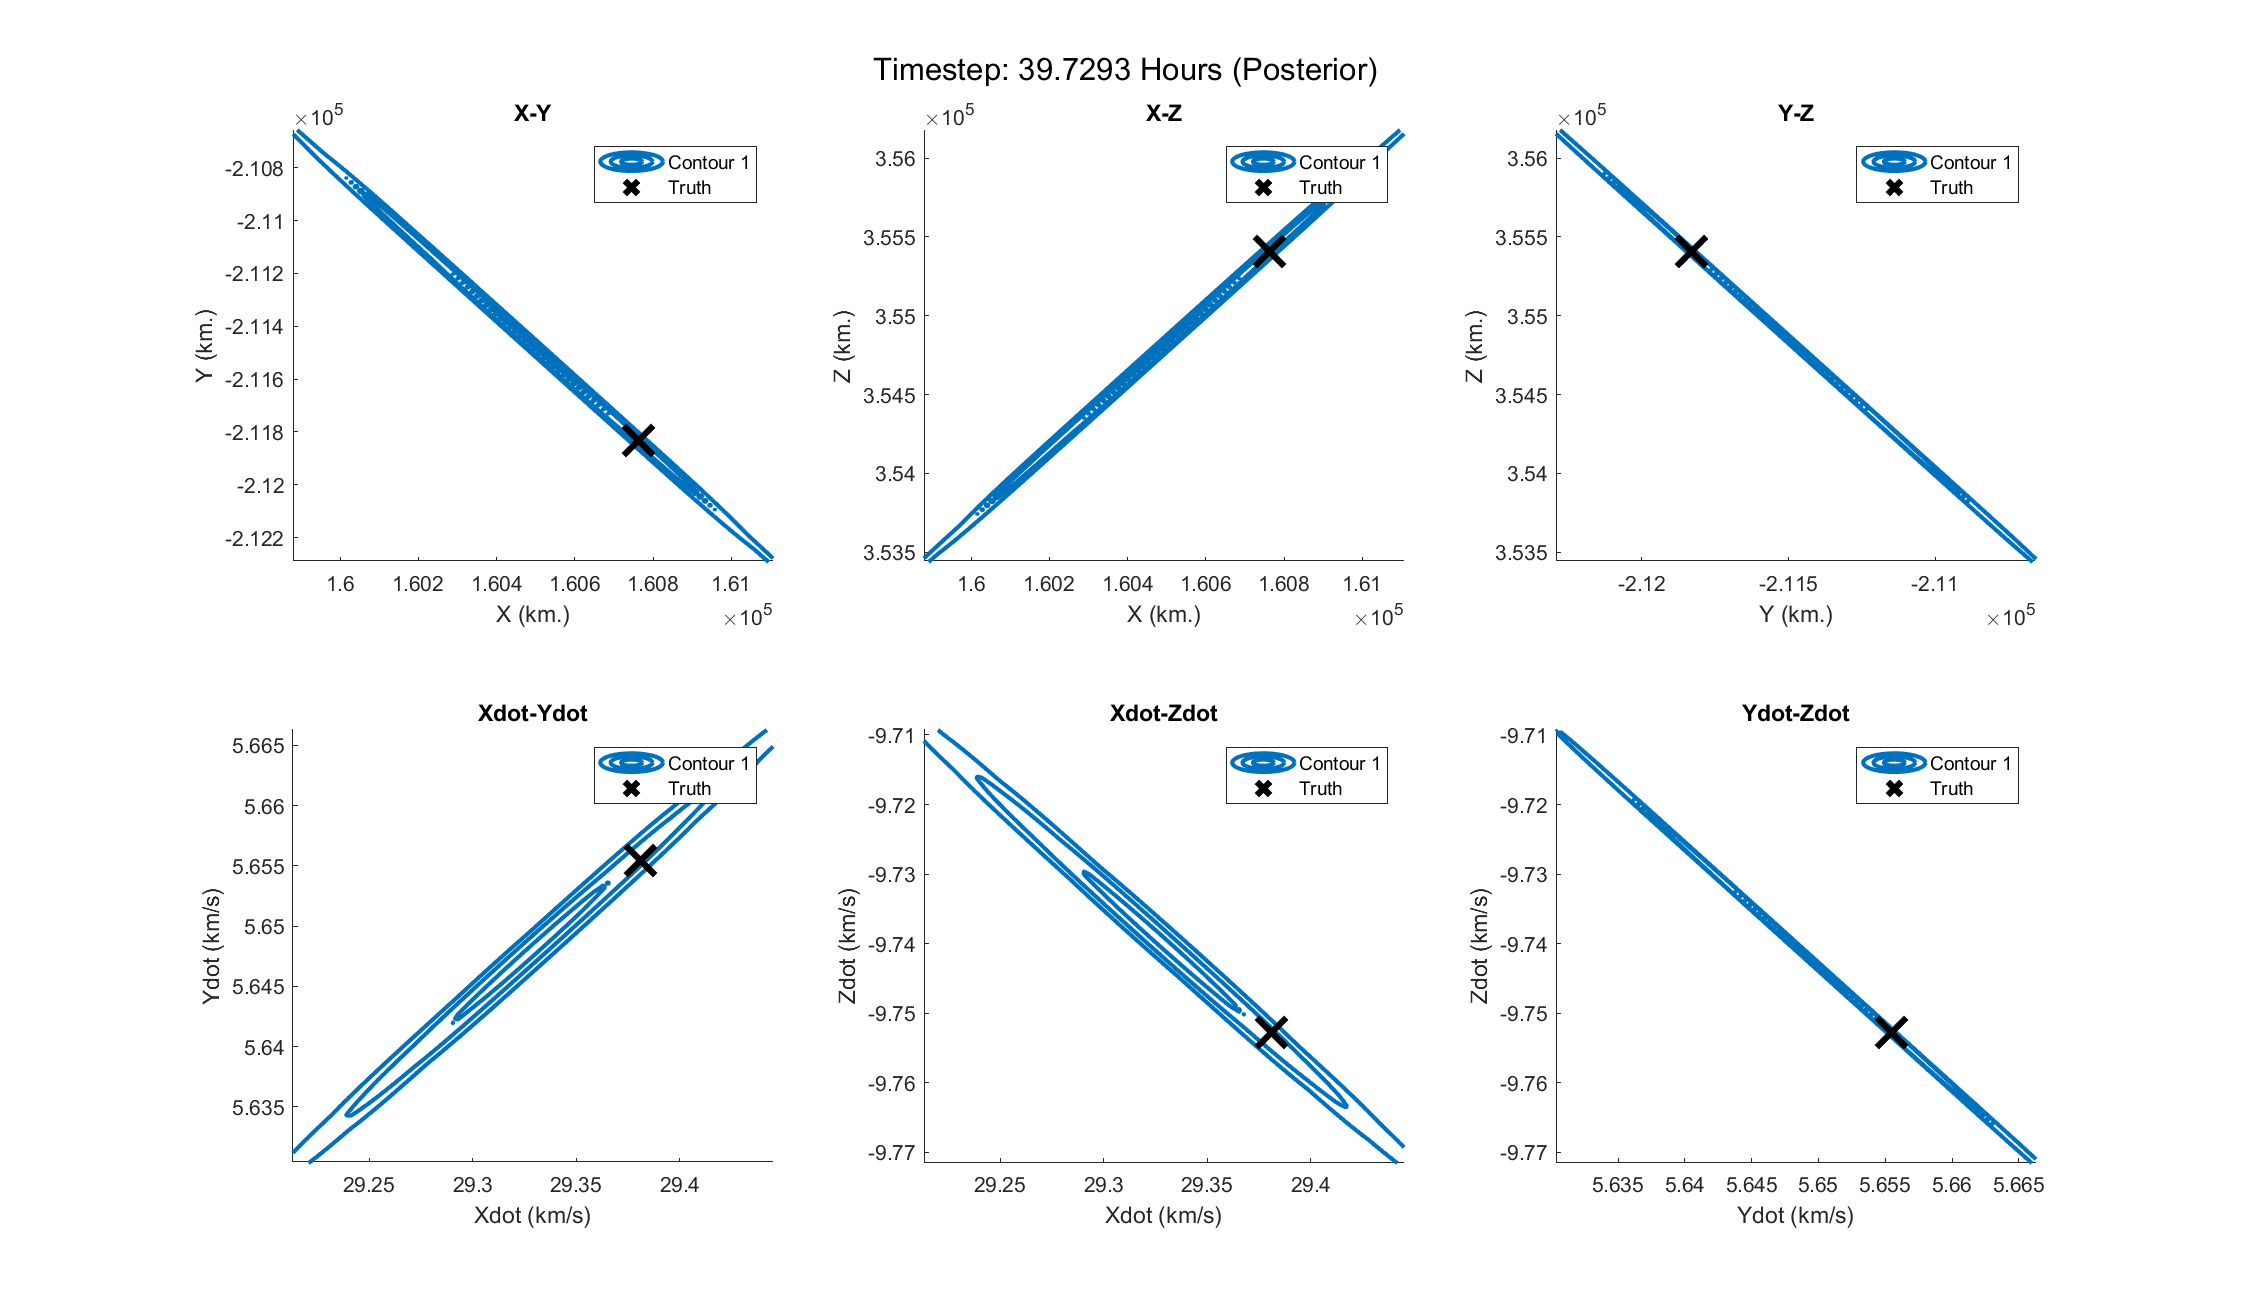 Timestep: 39.7293 Hours (Posterior)
X-Y
×10^5
-2.108
-2.11
-2.112
-2.114
-2.116
-2.118
-2.12
-2.122
Y (km.)
1.6
1.602
1.604
1.606
1.608
1.61
×10^5
X (km.)
Contour 1
Truth
X-Z
×10^5
3.56
3.555
3.55
3.545
3.54
3.535
Z (km.)
1.6
1.602
1.604
1.606
1.608
1.61
×10^5
X (km.)
Contour 1
Truth
Y-Z
×10^5
3.56
3.555
3.55
3.545
3.54
3.535
Z (km.)
-2.12
-2.115
-2.11
×10^5
Y (km.)
Contour 1
Truth
Xdot-Ydot
5.665
5.66
5.655
5.65
5.645
5.64
5.635
Ydot (km/s)
29.25
29.3
29.35
29.4
Xdot (km/s)
Contour 1
Truth
Xdot-Zdot
-9.71
-9.72
-9.73
-9.74
-9.75
-9.76
-9.77
Zdot (km/s)
29.25
29.3
29.35
29.4
Xdot (km/s)
Contour 1
Truth
Ydot-Zdot
-9.71
-9.72
-9.73
-9.74
-9.75
-9.76
-9.77
Zdot (km/s)
5.635
5.64
5.645
5.65
5.655
5.66
5.665
Ydot (km/s)
Contour 1
Truth